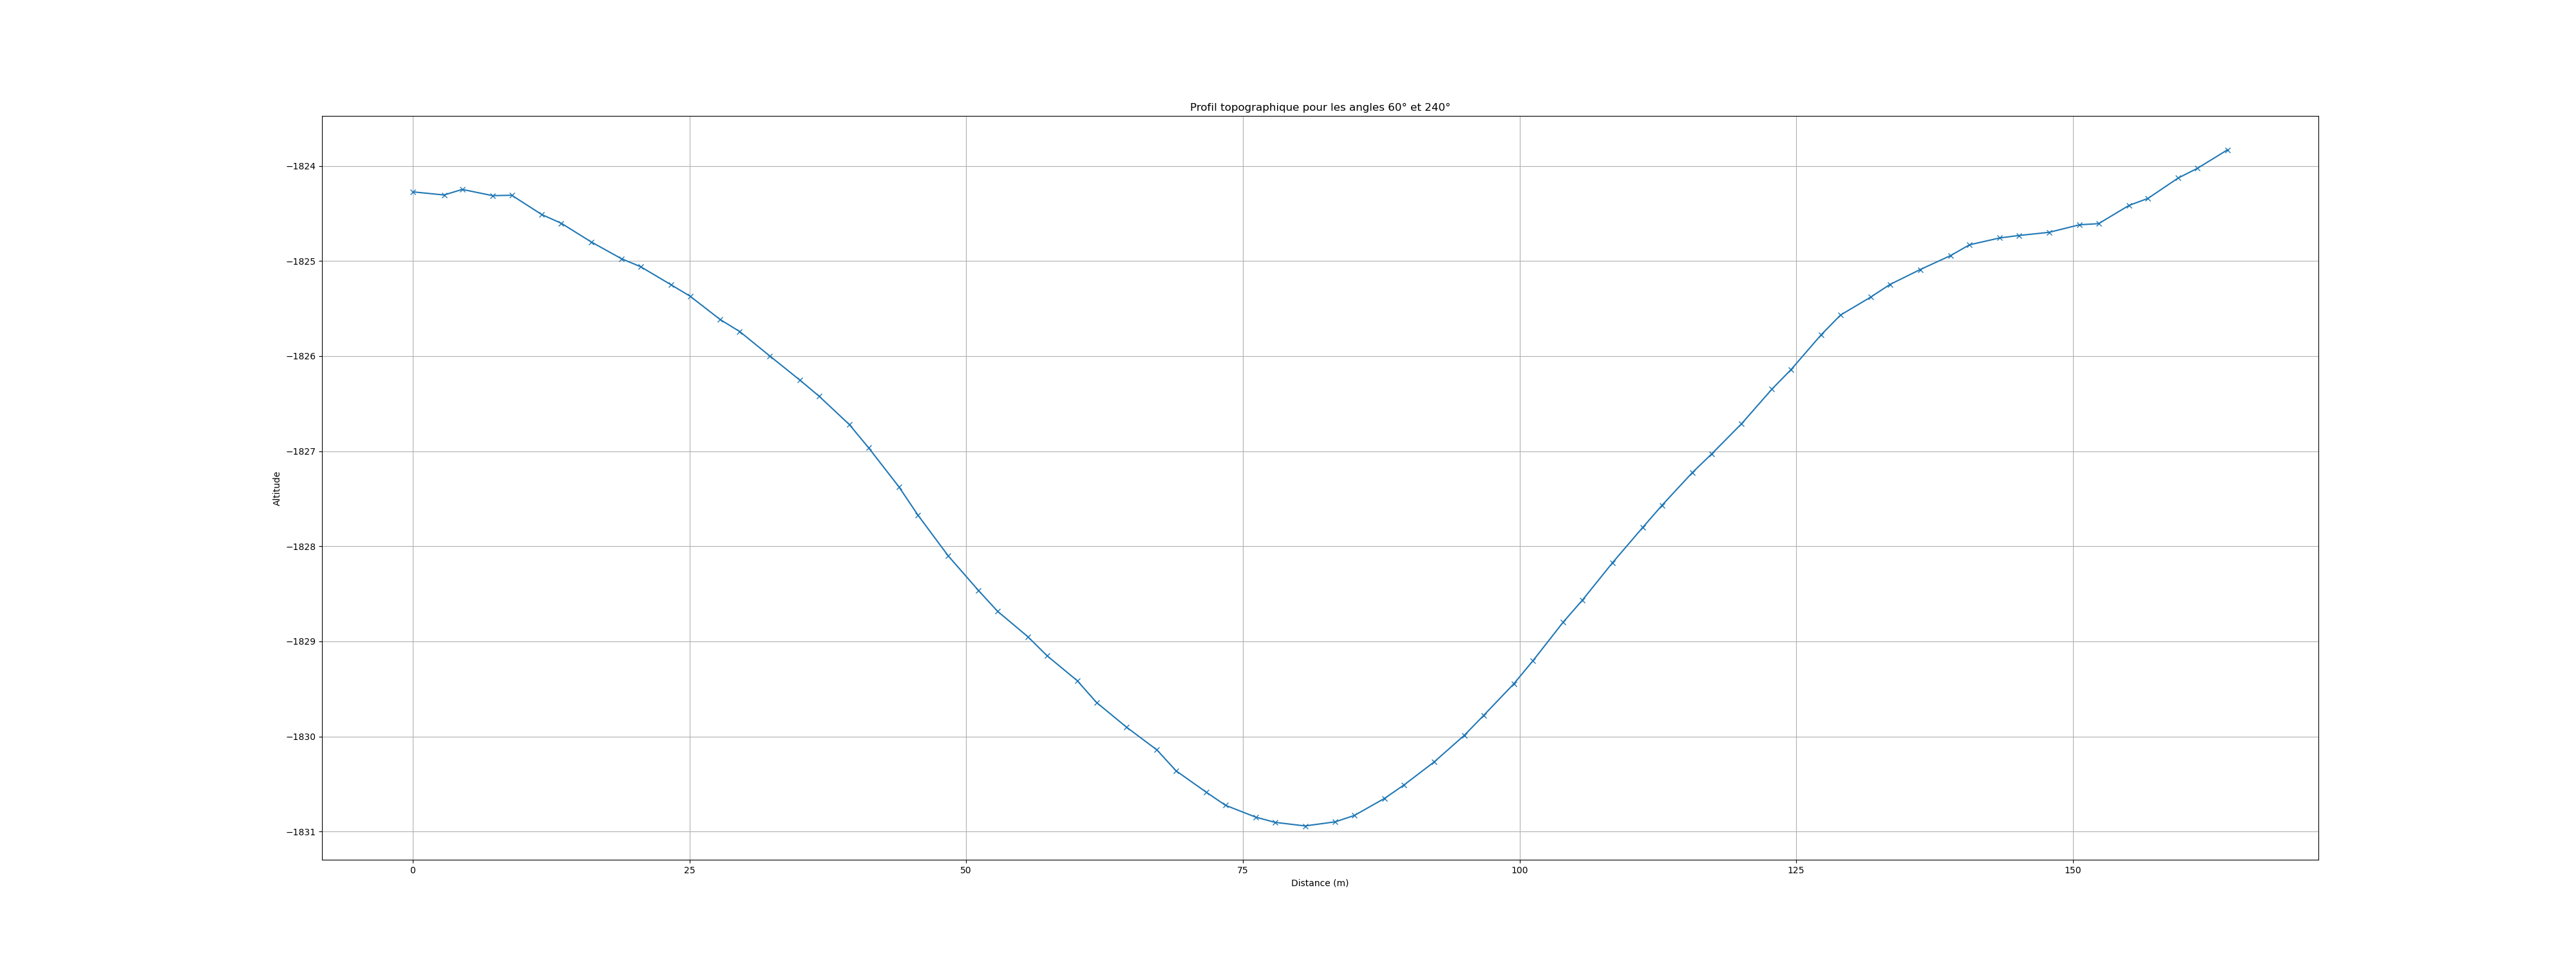 Profil topographique pour les angles 60° et 240°
Altitude
−1824
−1825
−1826
−1827
−1828
−1829
−1830
−1831
0 25 50 75 100 125 150
Distance (m)